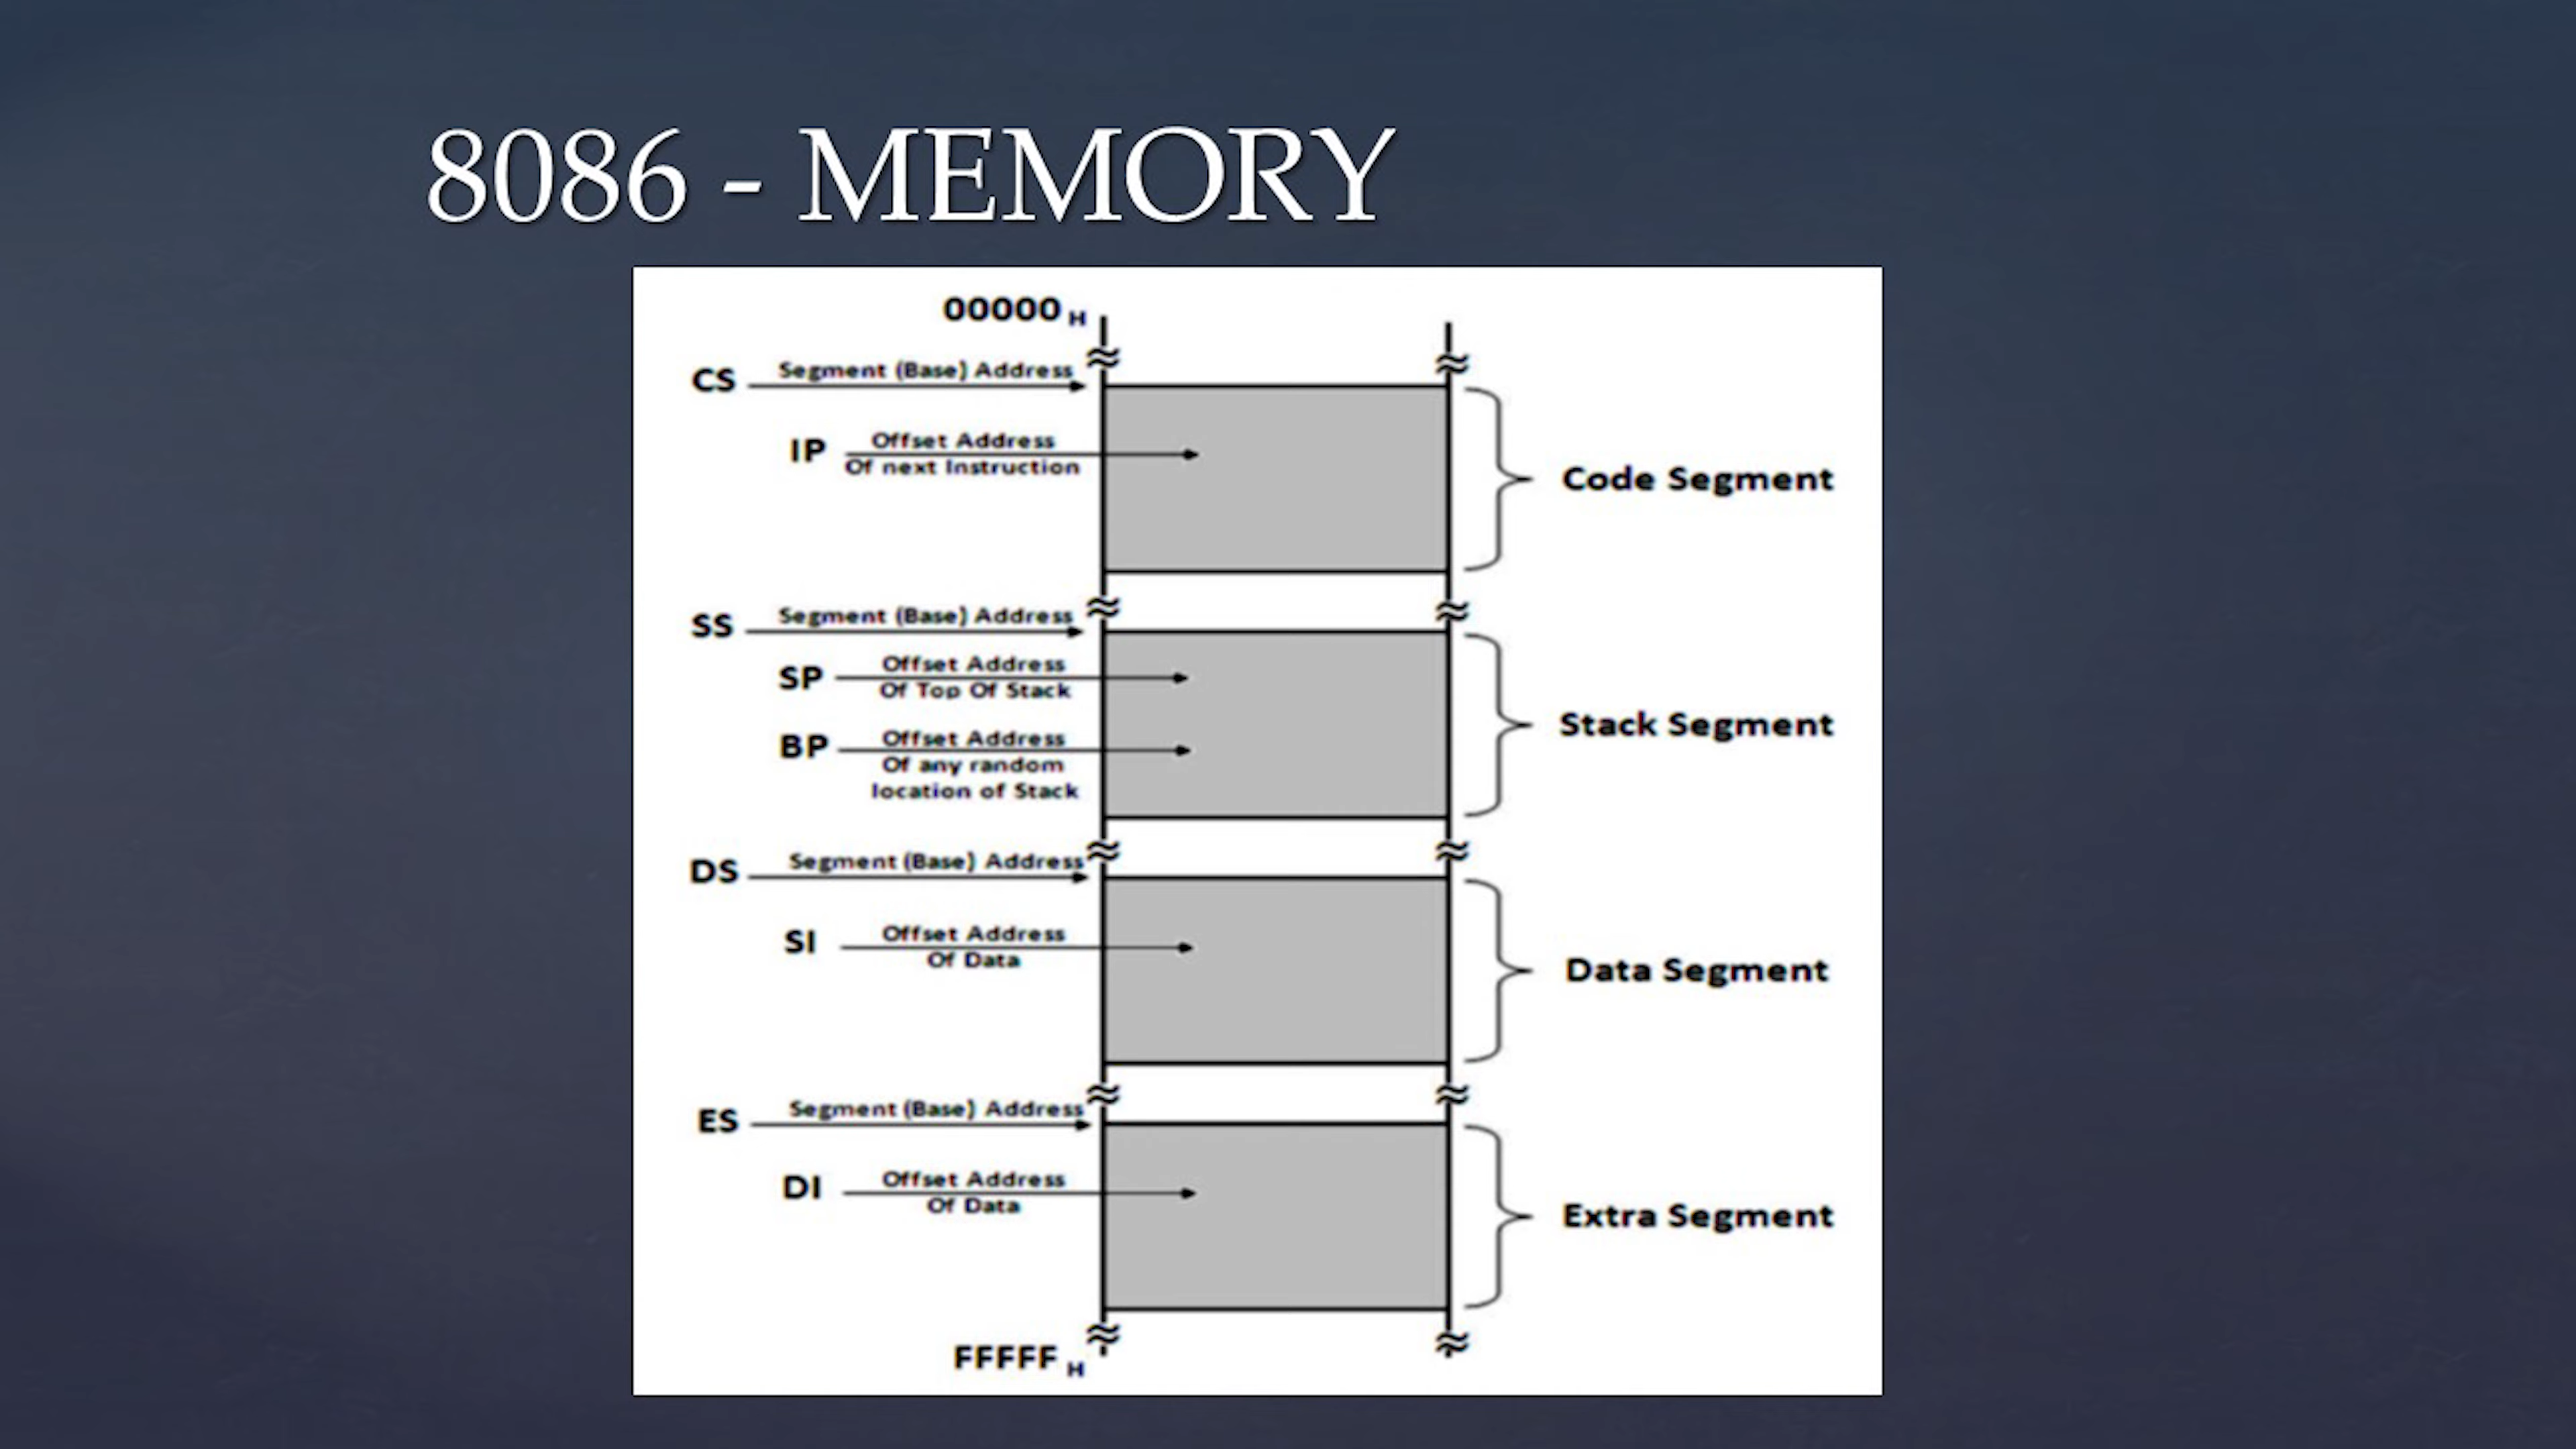 8086 - MEMORY
00000 H
CS Segment (Base) Address
IP Offset Address
Of next Instruction
Code Segment
SS Segment (Base) Address
SP Offset Address
Of Top Of Stack
BP Offset Address
Of any random
location of Stack
Stack Segment
DS Segment (Base) Address
SI Offset Address
Of Data
Data Segment
ES Segment (Base) Address
DI Offset Address
Of Data
Extra Segment
FFFFF H